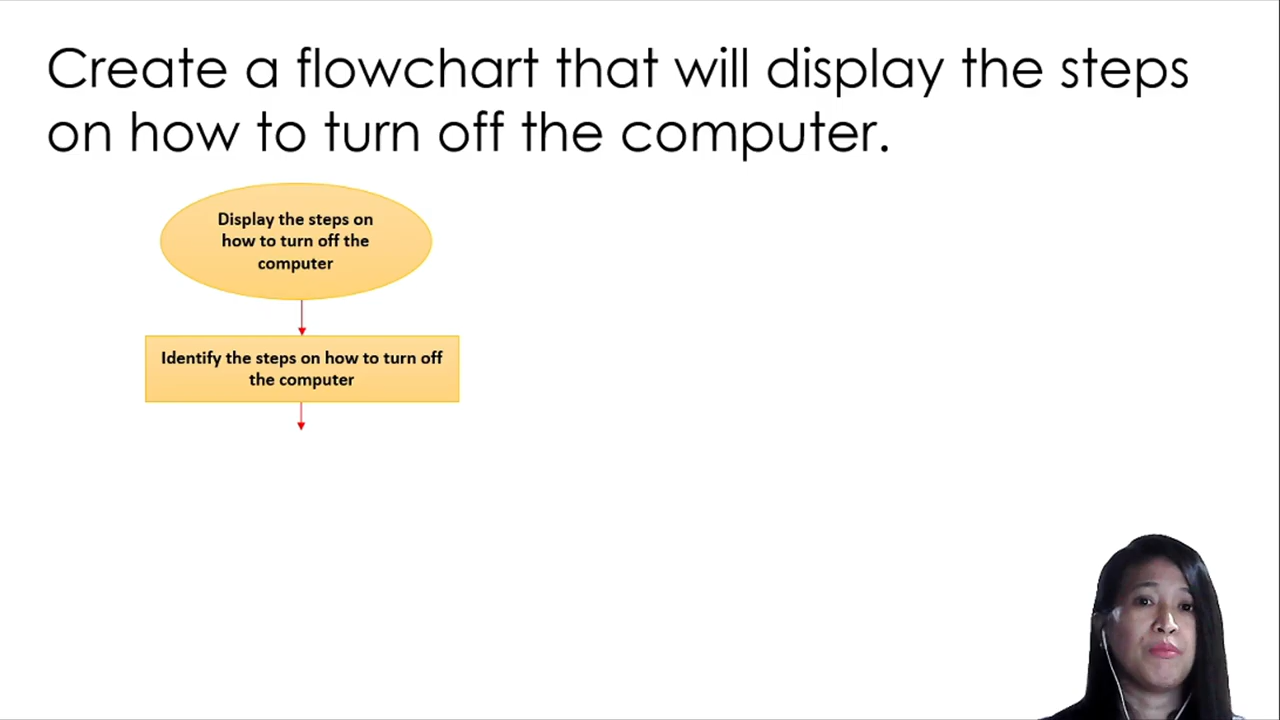 Create a flowchart that will display the steps
on how to turn off the computer.
Display the steps on
how to turn off the
computer
Identify the steps on how to turn off
the computer